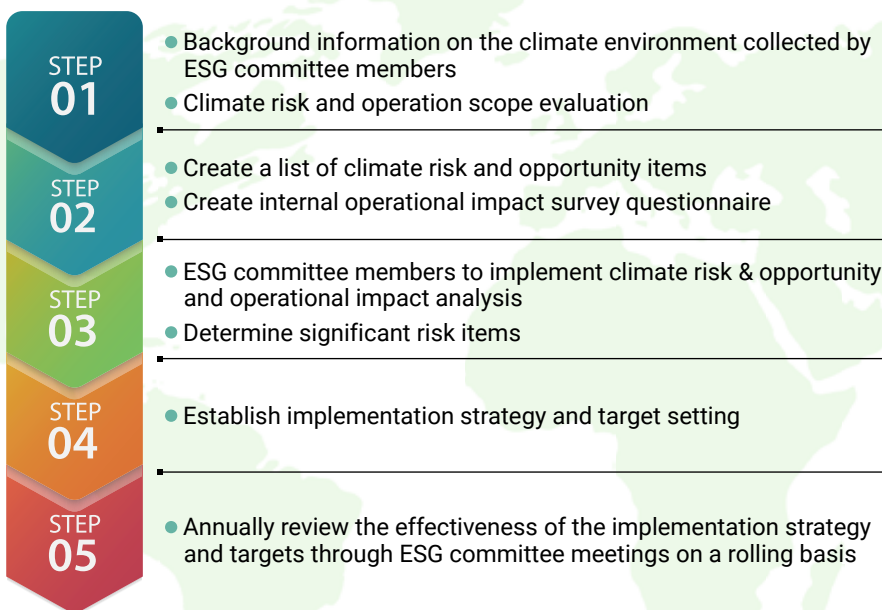 STEP
01
Background information on the climate environment collected by
ESG committee members
Climate risk and operation scope evaluation
STEP
02
Create a list of climate risk and opportunity items
Create internal operational impact survey questionnaire
STEP
03
ESG committee members to implement climate risk & opportunity
and operational impact analysis
Determine significant risk items
STEP
04
Establish implementation strategy and target setting
STEP
05
Annually review the effectiveness of the implementation strategy
and targets through ESG committee meetings on a rolling basis